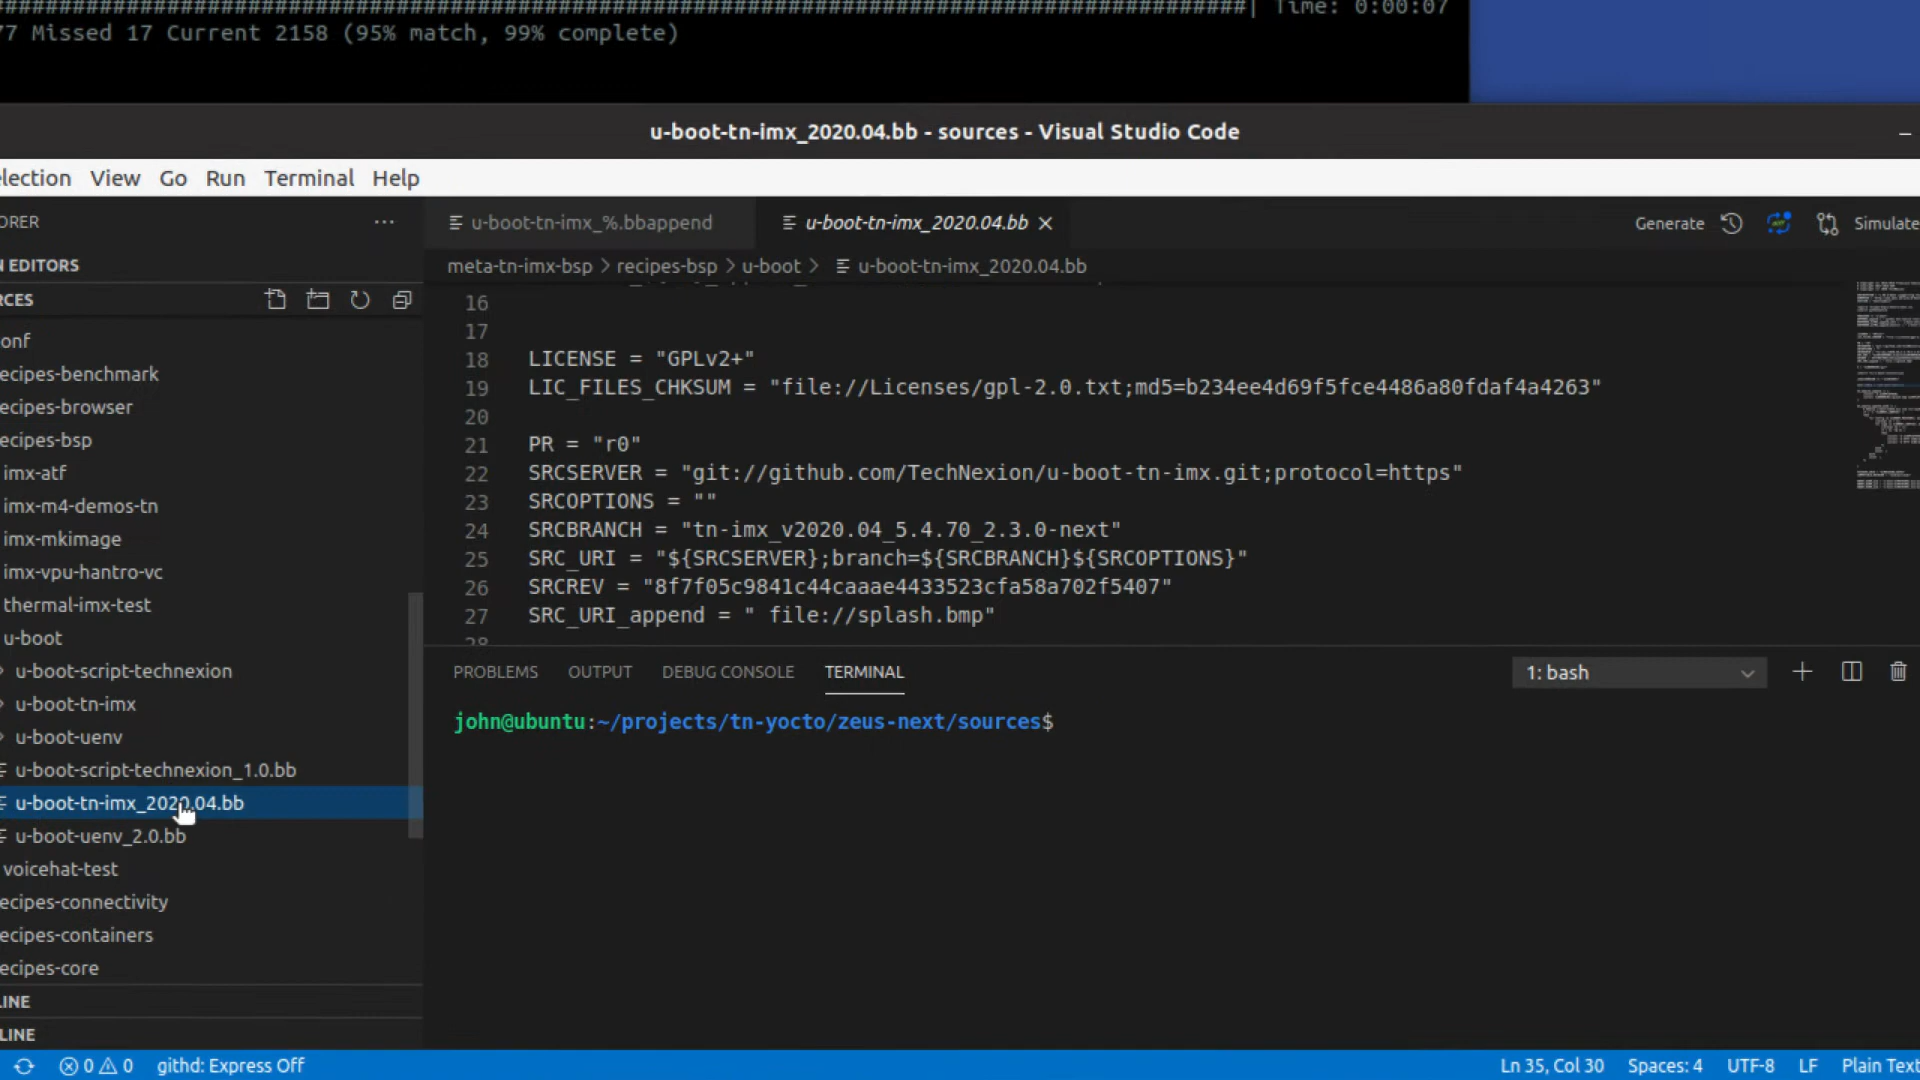 | Time: 0:00:07
77 Missed 17 Current 2158 (95% match, 99% complete)
u-boot-tn-imx_2020.04.bb - sources - Visual Studio Code
election View Go Run Terminal Help
ORER
u-boot-tn-imx_%.bbappend
u-boot-tn-imx_2020.04.bb
Generate
Simulate
N EDITORS
meta-tn-imx-bsp > recipes-bsp > u-boot > u-boot-tn-imx_2020.04.bb
RCES
onf
ecipes-benchmark
ecipes-browser
ecipes-bsp
imx-atf
imx-m4-demos-tn
imx-mkimage
imx-vpu-hantro-vc
thermal-imx-test
u-boot
u-boot-script-technexion
u-boot-tn-imx
u-boot-uenv
u-boot-script-technexion_1.0.bb
u-boot-tn-imx_2020.04.bb
u-boot-uenv_2.0.bb
voicehat-test
ecipes-connectivity
ecipes-containers
ecipes-core
LINE
LINE
16
17
18 LICENSE = "GPLv2+"
19 LIC_FILES_CHKSUM = "file://Licenses/gpl-2.0.txt;md5=b234ee4d69f5fce4486a80fdaf4a4263"
20
21 PR = "r0"
22 SRCSERVER = "git://github.com/TechNexion/u-boot-tn-imx.git;protocol=https"
23 SRCOPTIONS = ""
24 SRCBRANCH = "tn-imx_v2020.04_5.4.70_2.3.0-next"
25 SRC_URI = "${SRCSERVER};branch=${SRCBRANCH}${SRCOPTIONS}"
26 SRCREV = "8f7f05c9841c44caaae4433523cfa58a702f5407"
27 SRC_URI_append = " file://splash.bmp"
28
PROBLEMS OUTPUT DEBUG CONSOLE TERMINAL
1: bash
john@ubuntu:~/projects/tn-yocto/zeus-next/sources$
0 0 githd: Express Off
Ln 35, Col 30 Spaces: 4 UTF-8 LF Plain Text